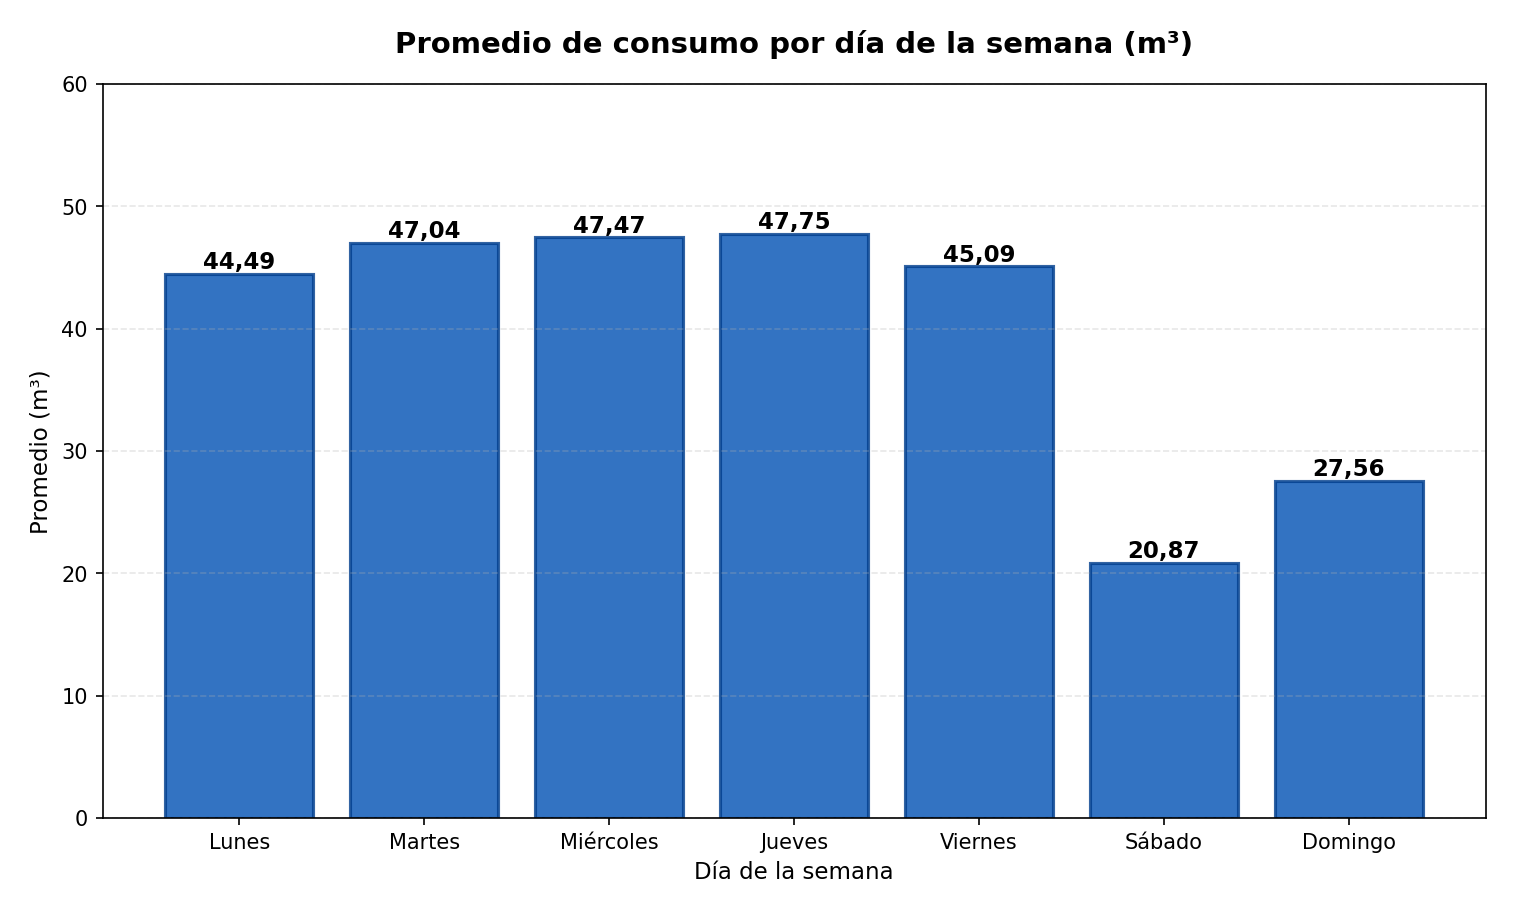 Promedio de consumo por día de la semana (m³)
60
50
40
30
20
10
0
Promedio (m³)
44,49
47,04
47,47
47,75
45,09
20,87
27,56
Lunes
Martes
Miércoles
Jueves
Viernes
Sábado
Domingo
Día de la semana